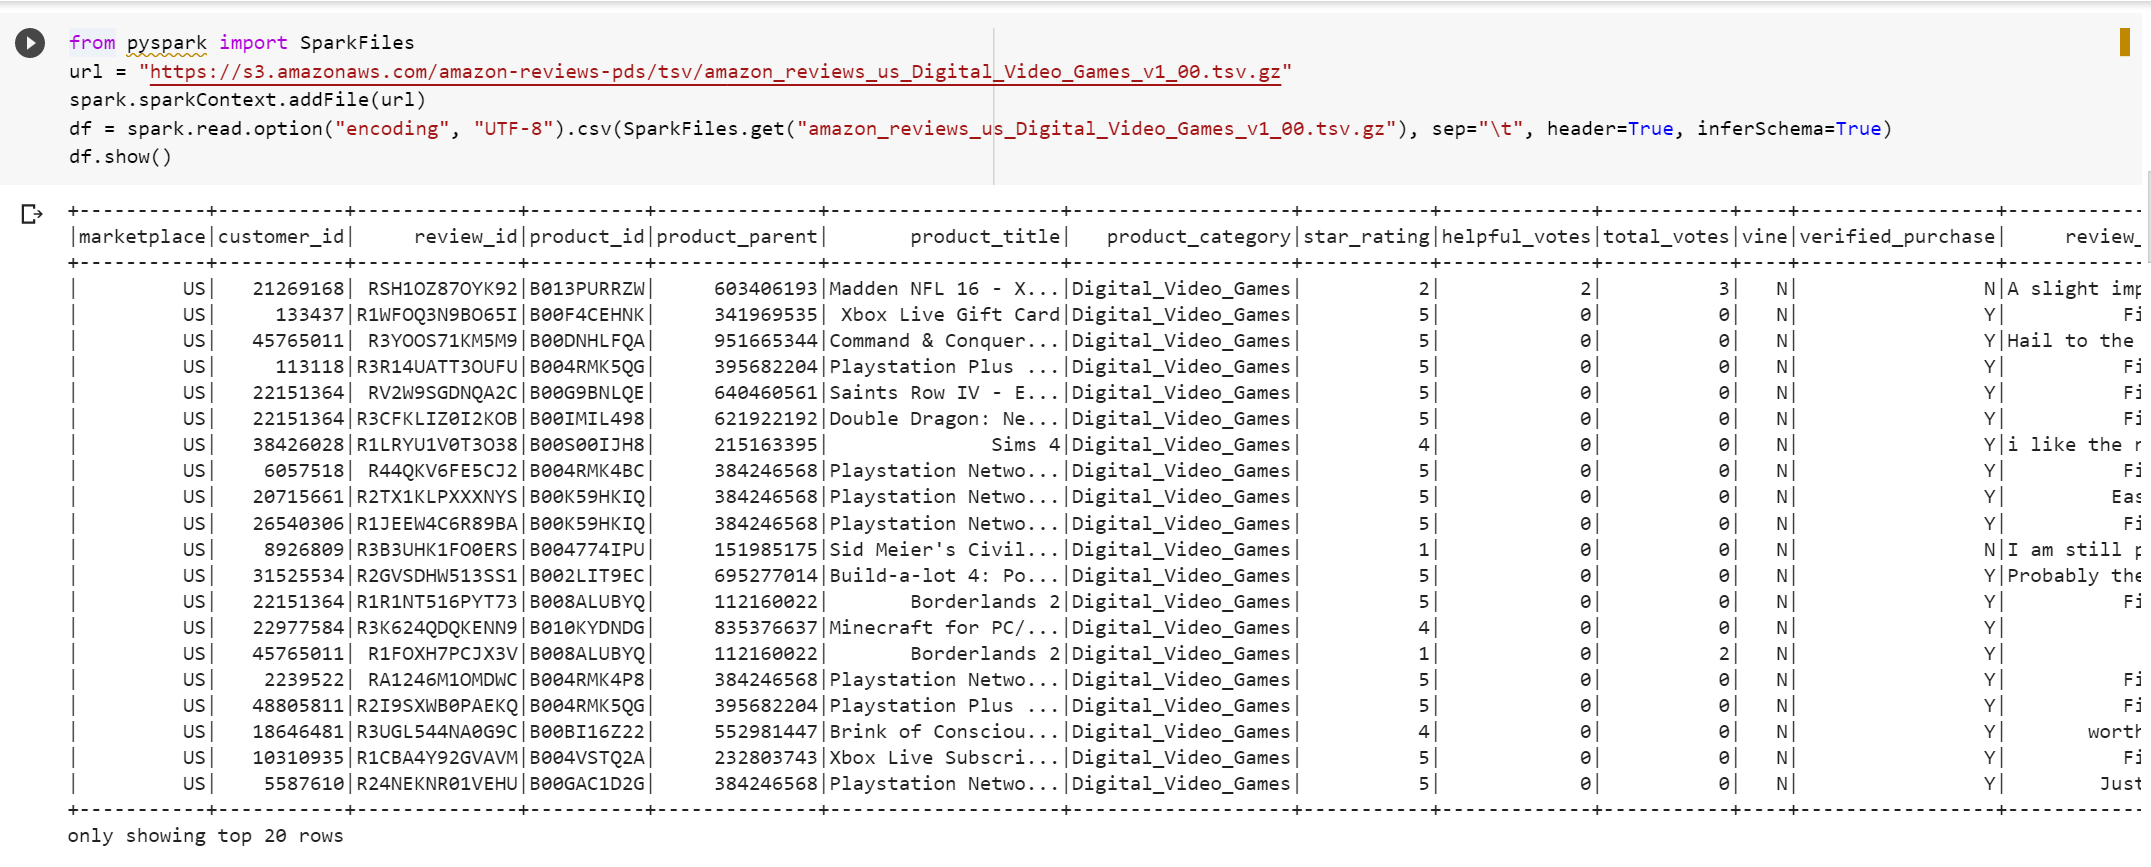 from pyspark import SparkFiles
url = "https://s3.amazonaws.com/amazon-reviews-pds/tsv/amazon_reviews_us_Digital_Video_Games_v1_00.tsv.gz"
spark.sparkContext.addFile(url)
df = spark.read.option("encoding", "UTF-8").csv(SparkFiles.get("amazon_reviews_us_Digital_Video_Games_v1_00.tsv.gz"), sep="\t", header=True, inferSchema=True)
df.show()
+-----------+-----------+--------------+----------+--------------+--------------------+-------------------+-----------+-------------+-----------+----+-----------------+------------
|marketplace|customer_id|     review_id|product_id|product_parent|       product_title|   product_category|star_rating|helpful_votes|total_votes|vine|verified_purchase|     review_
+-----------+-----------+--------------+----------+--------------+--------------------+-------------------+-----------+-------------+-----------+----+-----------------+------------
|         US|   21269168| RSH1OZ87OYK92|B013PURRZW|     603406193|Madden NFL 16 - X...|Digital_Video_Games|          2|            2|          3|   N|                N|A slight imp
|         US|     133437|R1WFOQ3N9BO65I|B00F4CEHNK|     341969535| Xbox Live Gift Card|Digital_Video_Games|          5|            0|          0|   N|                Y|          Fi
|         US|   45765011| R3YOOS71KM5M9|B00DNHLFQA|     951665344|Command & Conquer...|Digital_Video_Games|          5|            0|          0|   N|                Y|Hail to the
|         US|     113118|R3R14UATT3OUFU|B004RMK5QG|     395682204|Playstation Plus ...|Digital_Video_Games|          5|            0|          0|   N|                Y|          Fi
|         US|   22151364| RV2W9SGDNQA2C|B00G9BNLQE|     640460561|Saints Row IV - E...|Digital_Video_Games|          5|            0|          0|   N|                Y|          Fi
|         US|   22151364|R3CFKLIZ0I2KOB|B00IMIL498|     621922192|Double Dragon: Ne...|Digital_Video_Games|          5|            0|          0|   N|                Y|          Fi
|         US|   38426028|R1LRYU1V0T3O38|B00S00IJH8|     215163395|              Sims 4|Digital_Video_Games|          4|            0|          0|   N|                Y|i like the n
|         US|    6057518| R44QKV6FE5CJ2|B004RMK4BC|     384246568|Playstation Netwo...|Digital_Video_Games|          5|            0|          0|   N|                Y|          Fi
|         US|   20715661|R2TX1KLPXXXNYS|B00K59HKIQ|     384246568|Playstation Netwo...|Digital_Video_Games|          5|            0|          0|   N|                Y|         Eas
|         US|   26540306|R1JEEW4C6R89BA|B00K59HKIQ|     384246568|Playstation Netwo...|Digital_Video_Games|          5|            0|          0|   N|                Y|          Fi
|         US|    8926809|R3B3UHK1FO0ERS|B004774IPU|     151985175|Sid Meier's Civil...|Digital_Video_Games|          1|            0|          0|   N|                N|I am still p
|         US|   31525534|R2GVSDHW513SS1|B002LIT9EC|     695277014|Build-a-lot 4: Po...|Digital_Video_Games|          5|            0|          0|   N|                Y|Probably the
|         US|   22151364|R1R1NT516PYT73|B008ALUBYQ|     112160022|       Borderlands 2|Digital_Video_Games|          5|            0|          0|   N|                Y|          Fi
|         US|   22977584|R3K624QDQKENN9|B010KYDNDG|     835376637|Minecraft for PC/...|Digital_Video_Games|          4|            0|          0|   N|                Y|
|         US|   45765011| R1FOXH7PCJX3V|B008ALUBYQ|     112160022|       Borderlands 2|Digital_Video_Games|          1|            0|          2|   N|                Y|
|         US|    2239522| RA1246M1OMDWC|B004RMK4P8|     384246568|Playstation Netwo...|Digital_Video_Games|          5|            0|          0|   N|                Y|          Fi
|         US|   48805811|R2I9SXWB0PAEKQ|B004RMK5QG|     395682204|Playstation Plus ...|Digital_Video_Games|          5|            0|          0|   N|                Y|          Fi
|         US|   18646481|R3UGL544NA0G9C|B00BI16Z22|     552981447|Brink of Consciou...|Digital_Video_Games|          4|            0|          0|   N|                Y|       worth
|         US|   10310935|R1CBA4Y92GVAVM|B004VSTQ2A|     232803743|Xbox Live Subscri...|Digital_Video_Games|          5|            0|          0|   N|                Y|          Fi
|         US|    5587610|R24NEKNR01VEHU|B00GAC1D2G|     384246568|Playstation Netwo...|Digital_Video_Games|          5|            0|          0|   N|                Y|        Just
+-----------+-----------+--------------+----------+--------------+--------------------+-------------------+-----------+-------------+-----------+----+-----------------+------------
only showing top 20 rows